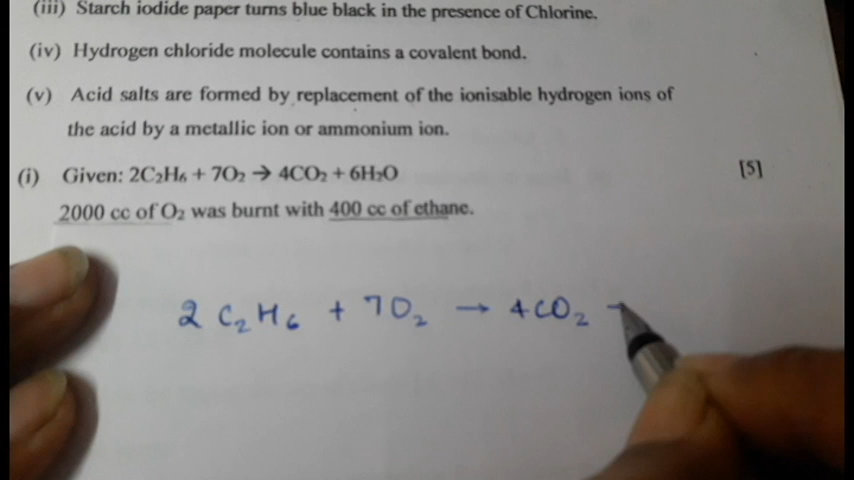 (iii) Starch iodide paper turns blue black in the presence of Chlorine.
(iv) Hydrogen chloride molecule contains a covalent bond.
(v) Acid salts are formed by replacement of the ionisable hydrogen ions of
the acid by a metallic ion or ammonium ion.
(i) Given: 2C₂H₆ + 7O₂ → 4CO₂ + 6H₂O [5]
2000 cc of O₂ was burnt with 400 cc of ethane.
2 C₂H₆ + 7O₂ → 4CO₂